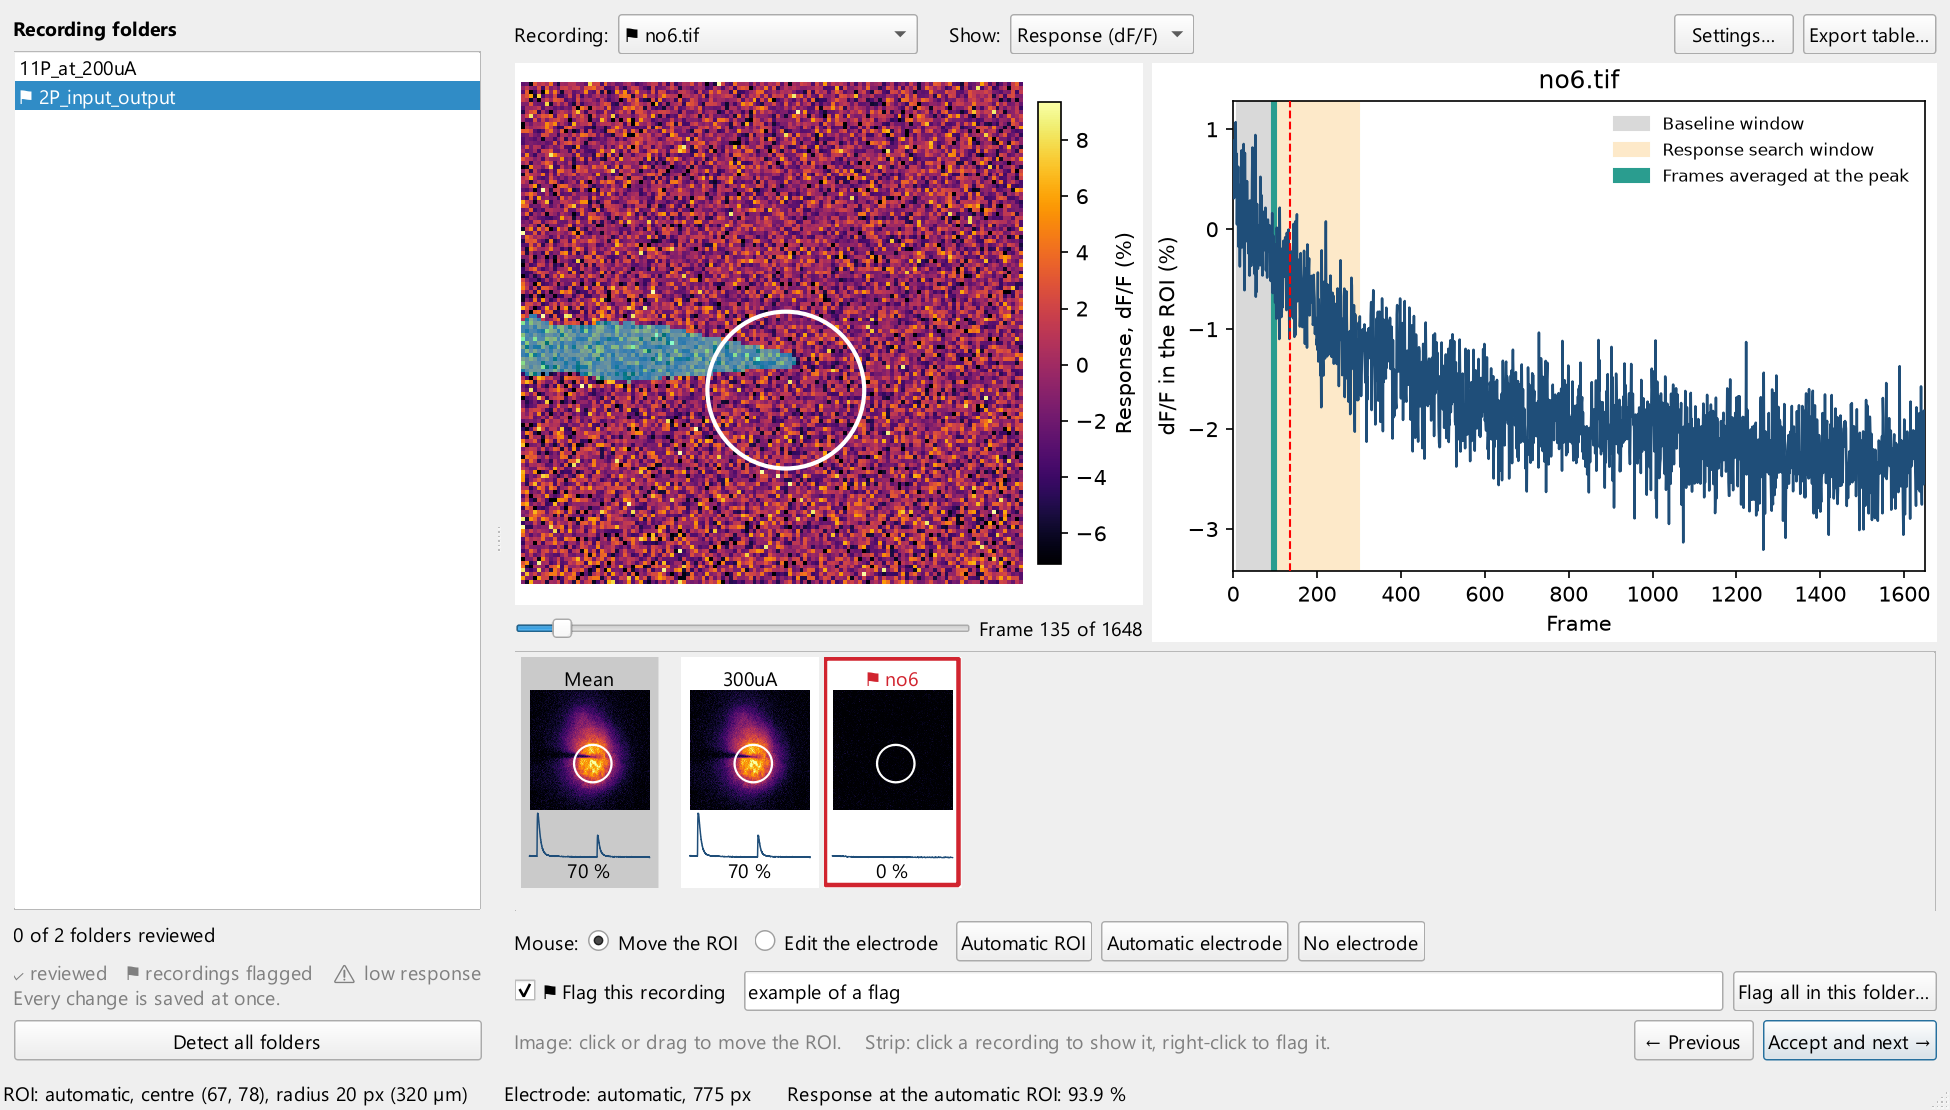 Recording folders
11P_at_200uA
2P_input_output
0 of 2 folders reviewed
reviewed recordings flagged low response
Every change is saved at once.
Detect all folders
Recording: no6.tif Show: Response (dF/F) Settings... Export table...
8
6
4
2
0
−2
−4
−6
Response, dF/F (%)
Frame 135 of 1648
no6.tif
Baseline window
Response search window
Frames averaged at the peak
1
0
−1
−2
−3
dF/F in the ROI (%)
0 200 400 600 800 1000 1200 1400 1600
Frame
Mean 300uA no6
70 % 70 % 0 %
Mouse: Move the ROI Edit the electrode Automatic ROI Automatic electrode No electrode
Flag this recording example of a flag Flag all in this folder...
Image: click or drag to move the ROI. Strip: click a recording to show it, right-click to flag it. ← Previous Accept and next →
ROI: automatic, centre (67, 78), radius 20 px (320 µm) Electrode: automatic, 775 px Response at the automatic ROI: 93.9 %